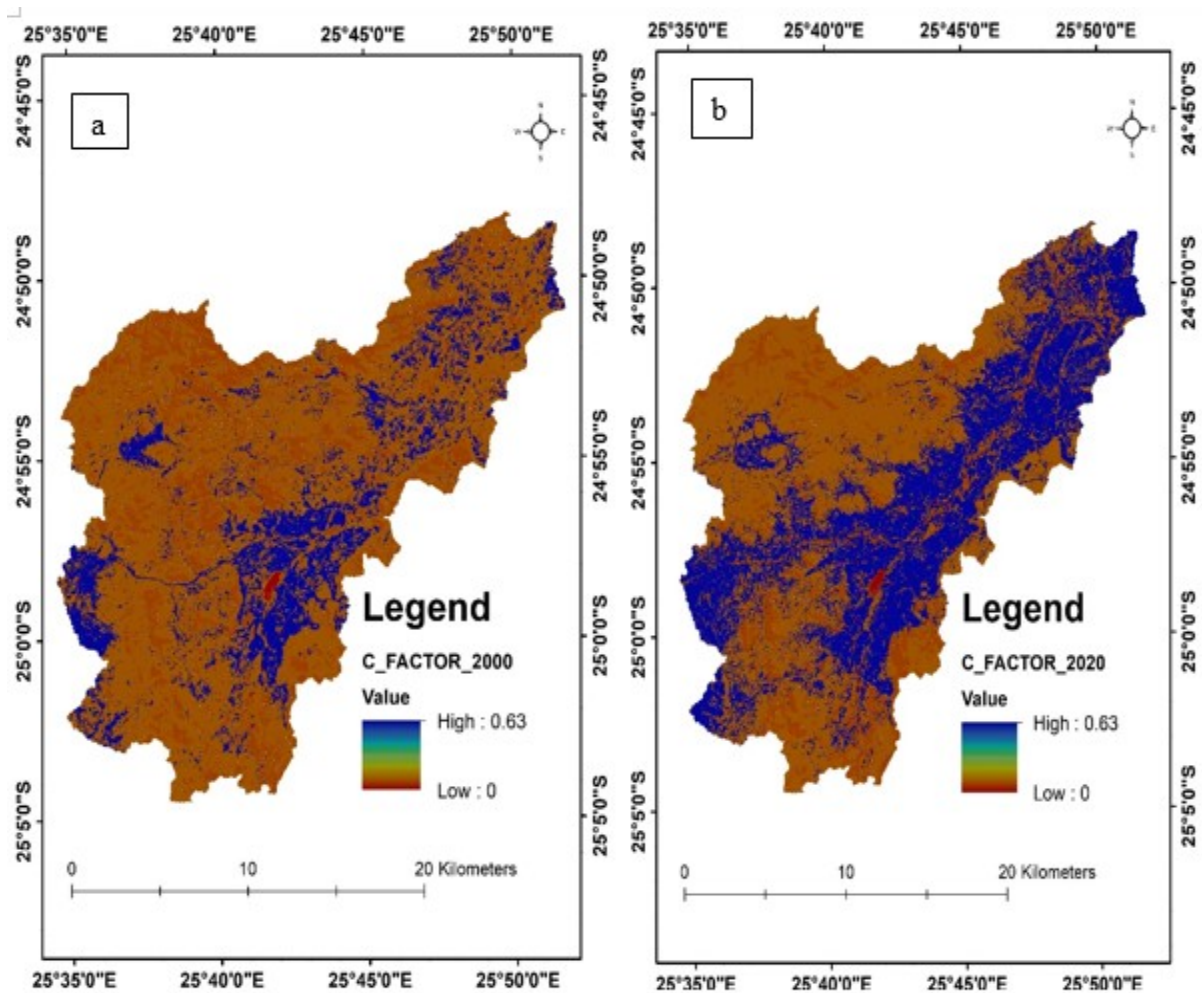 25°35'0"E 25°40'0"E 25°45'0"E 25°50'0"E
24°45'0"S
24°50'0"S
24°55'0"S
25°0'0"S
25°5'0"S
a
N
W E
S
24°45'0"S
24°50'0"S
24°55'0"S
25°0'0"S
25°5'0"S
Legend
C_FACTOR_2000
Value
High : 0.63
Low : 0
0 10 20 Kilometers
25°35'0"E 25°40'0"E 25°45'0"E 25°50'0"E
25°35'0"E 25°40'0"E 25°45'0"E 25°50'0"E
24°45'0"S
24°50'0"S
24°55'0"S
25°0'0"S
25°5'0"S
b
N
W E
S
24°45'0"S
24°50'0"S
24°55'0"S
25°0'0"S
25°5'0"S
Legend
C_FACTOR_2020
Value
High : 0.63
Low : 0
0 10 20 Kilometers
25°35'0"E 25°40'0"E 25°45'0"E 25°50'0"E